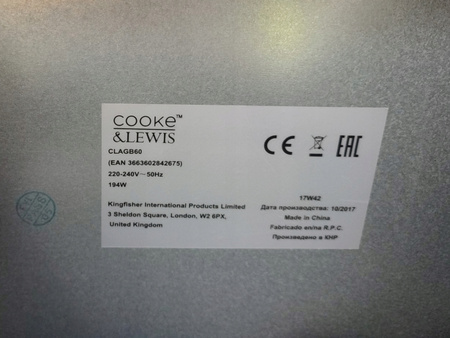 COOKE™
&LEWIS
CLAGB60
(EAN 3663602842675)
220-240V~50Hz
194W
Kingfisher International Products Limited
3 Sheldon Square, London, W2 6PX,
United Kingdom
CE
EAC
17W42
Дата производства: 10/2017
Made in China
Fabricado en/na R.P.C.
Произведено в КНР